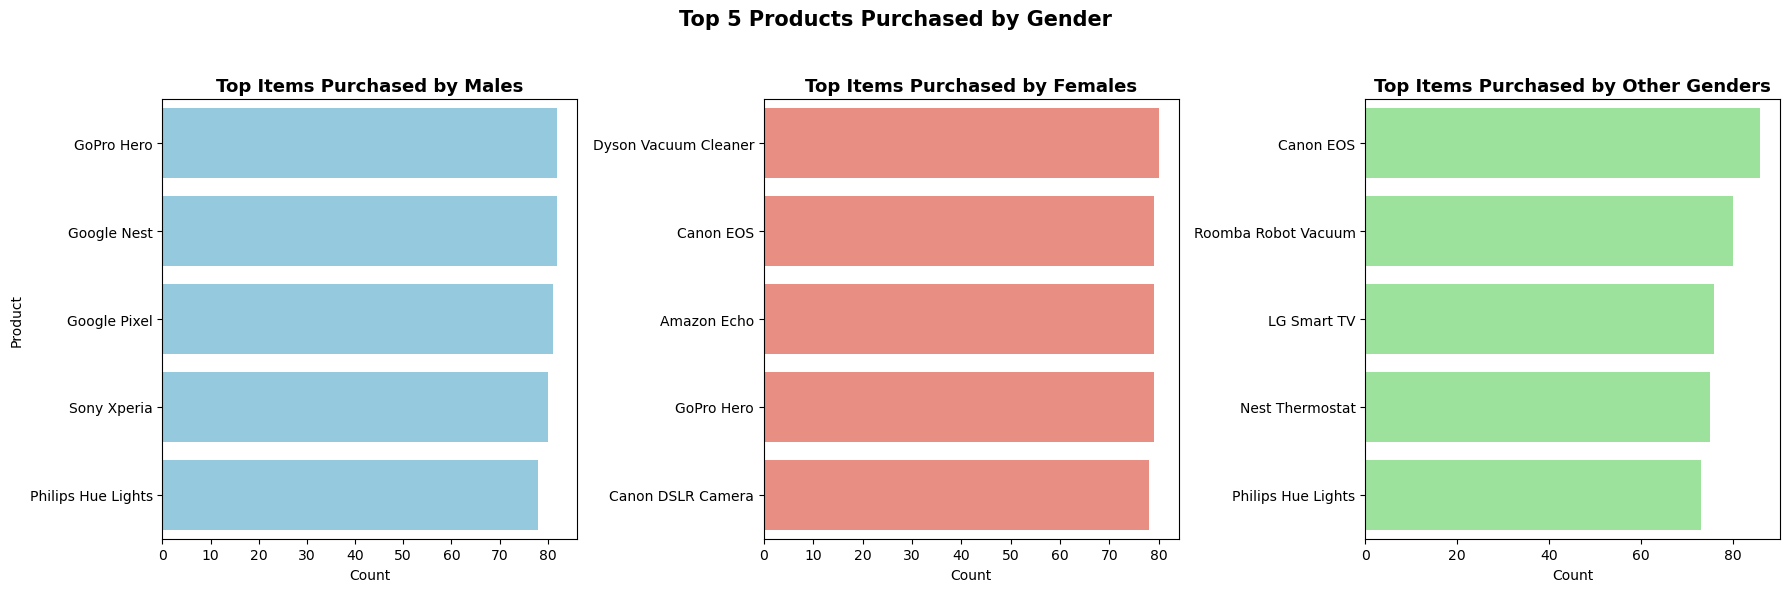 Top 5 Products Purchased by Gender
Top Items Purchased by Males
Product
GoPro Hero
Google Nest
Google Pixel
Sony Xperia
Philips Hue Lights
0 10 20 30 40 50 60 70 80
Count
Top Items Purchased by Females
Dyson Vacuum Cleaner
Canon EOS
Amazon Echo
GoPro Hero
Canon DSLR Camera
0 10 20 30 40 50 60 70 80
Count
Top Items Purchased by Other Genders
Canon EOS
Roomba Robot Vacuum
LG Smart TV
Nest Thermostat
Philips Hue Lights
0 20 40 60 80
Count